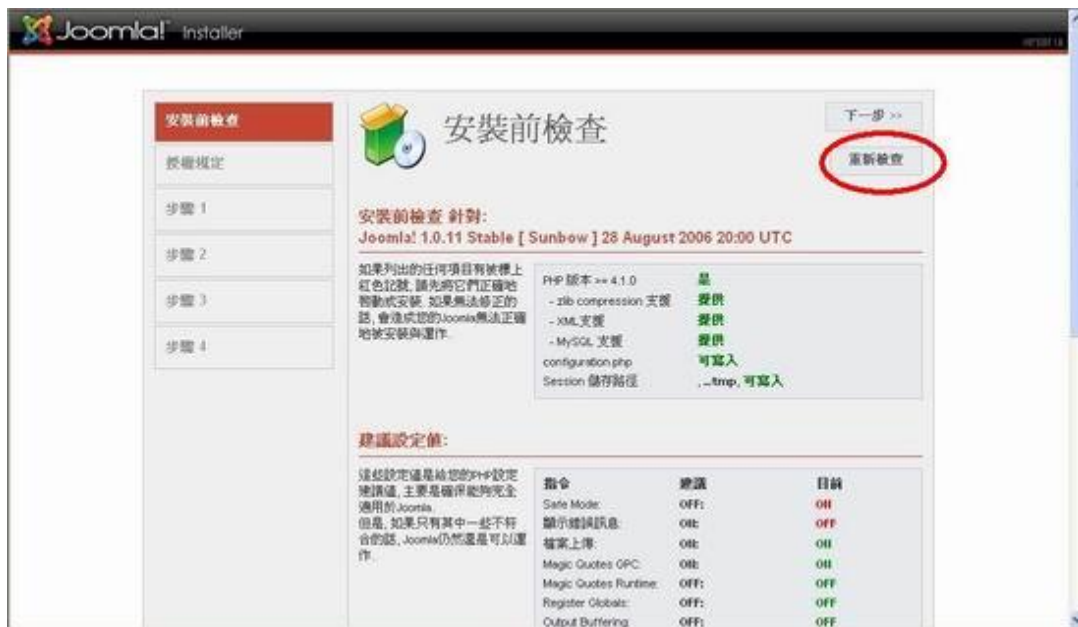 Joomla! Installer
安裝前檢查
授權規定
步驟 1
步驟 2
步驟 3
步驟 4
安裝前檢查
下一步 >>
重新檢查
安裝前檢查 針對:
Joomla! 1.0.11 Stable [ Sunbow ] 28 August 2006 20:00 UTC
如果列出的任何項目有被標上
紅色記號, 請先將它們正確地
啓動或安裝. 如果無法修正的
話, 會造成您的Joomla無法正確
地被安裝與運作.
PHP 版本 >= 4.1.0 是
- zlib compression 支援 提供
- XML 支援 提供
- MySQL 支援 提供
configuration.php 可寫入
Session 儲存路徑 , ...tmp, 可寫入
建議設定值:
這些設定值是給您的PHP設定
建議值, 主要是確保能夠完全
適用於Joomla.
但是, 如果只有其中一些不符
合的話, Joomla仍然還是可以運
作.
指令 建議 目前
Safe Mode: OFF: ON
顯示錯誤訊息: ON: OFF
檔案上傳: ON: ON
Magic Quotes GPC: ON: ON
Magic Quotes Runtime: OFF: OFF
Register Globals: OFF: OFF
Output Buffering: OFF: OFF